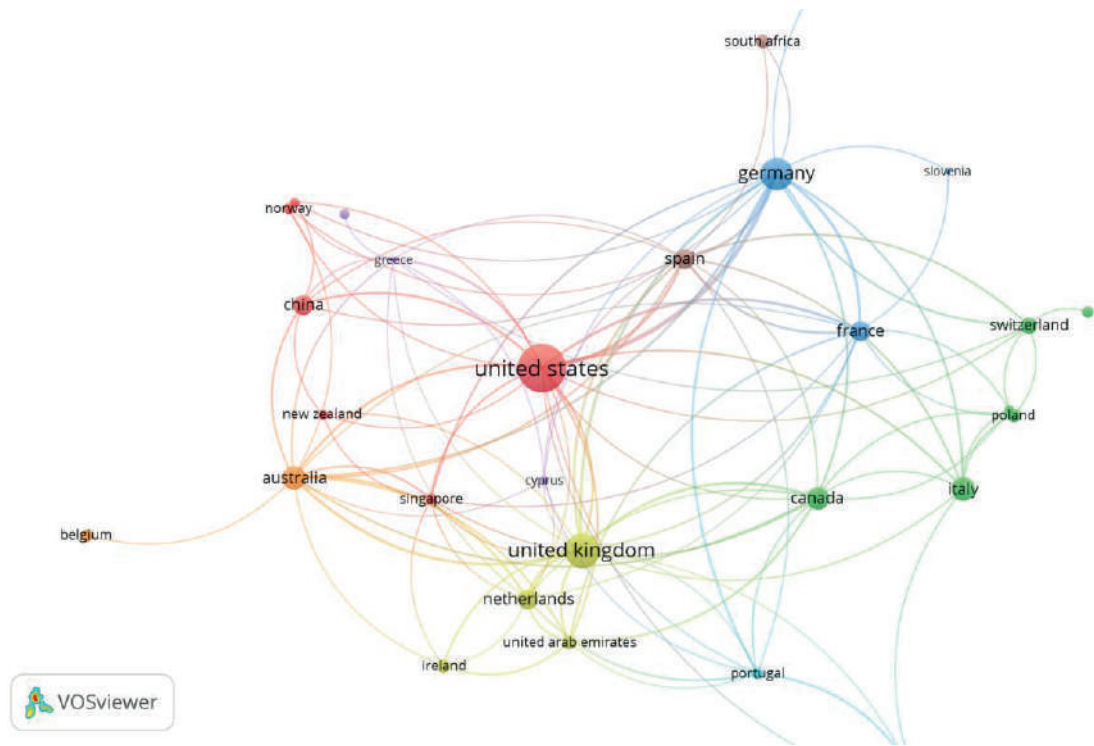 south africa
germany
slovenia
norway
greece
spain
china
france
switzerland
united states
new zealand
poland
australia
cyprus
singapore
canada
italy
belgium
united kingdom
netherlands
united arab emirates
ireland
portugal
VOSviewer